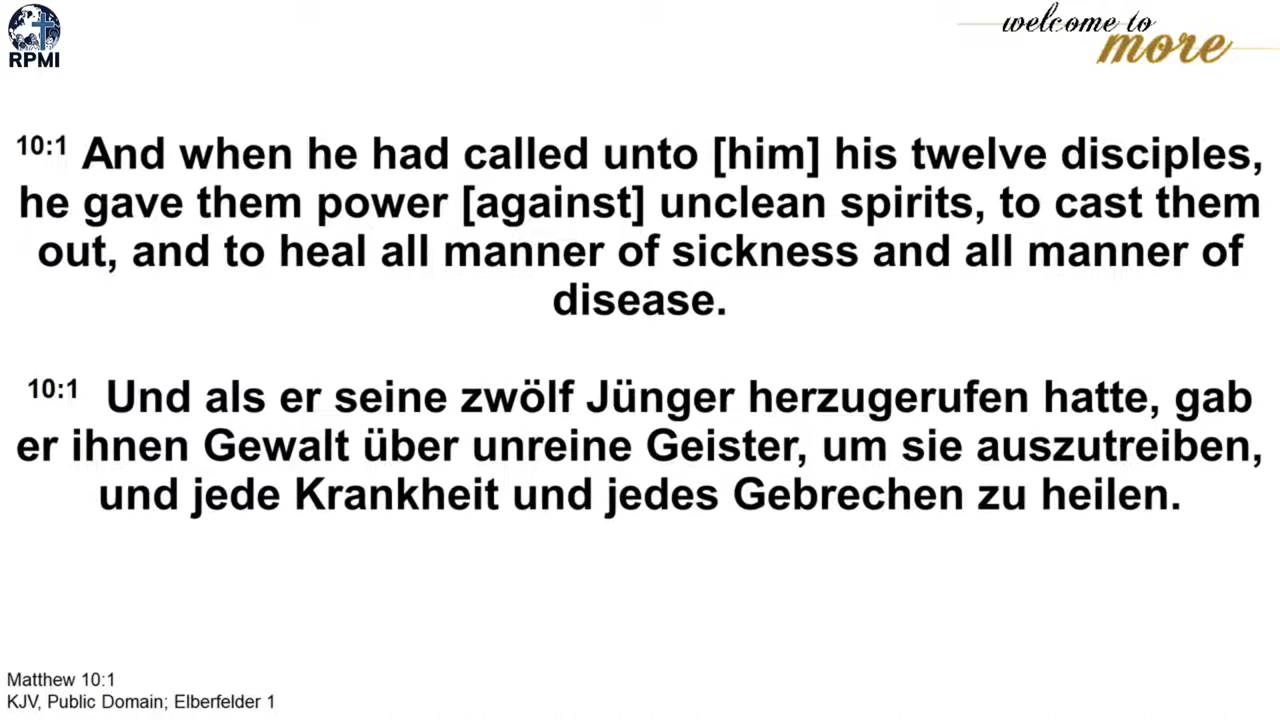 RPMI
welcome to
more
10:1 And when he had called unto [him] his twelve disciples,
he gave them power [against] unclean spirits, to cast them
out, and to heal all manner of sickness and all manner of
disease.
10:1 Und als er seine zwölf Jünger herzugerufen hatte, gab
er ihnen Gewalt über unreine Geister, um sie auszutreiben,
und jede Krankheit und jedes Gebrechen zu heilen.
Matthew 10:1
KJV, Public Domain; Elberfelder 1